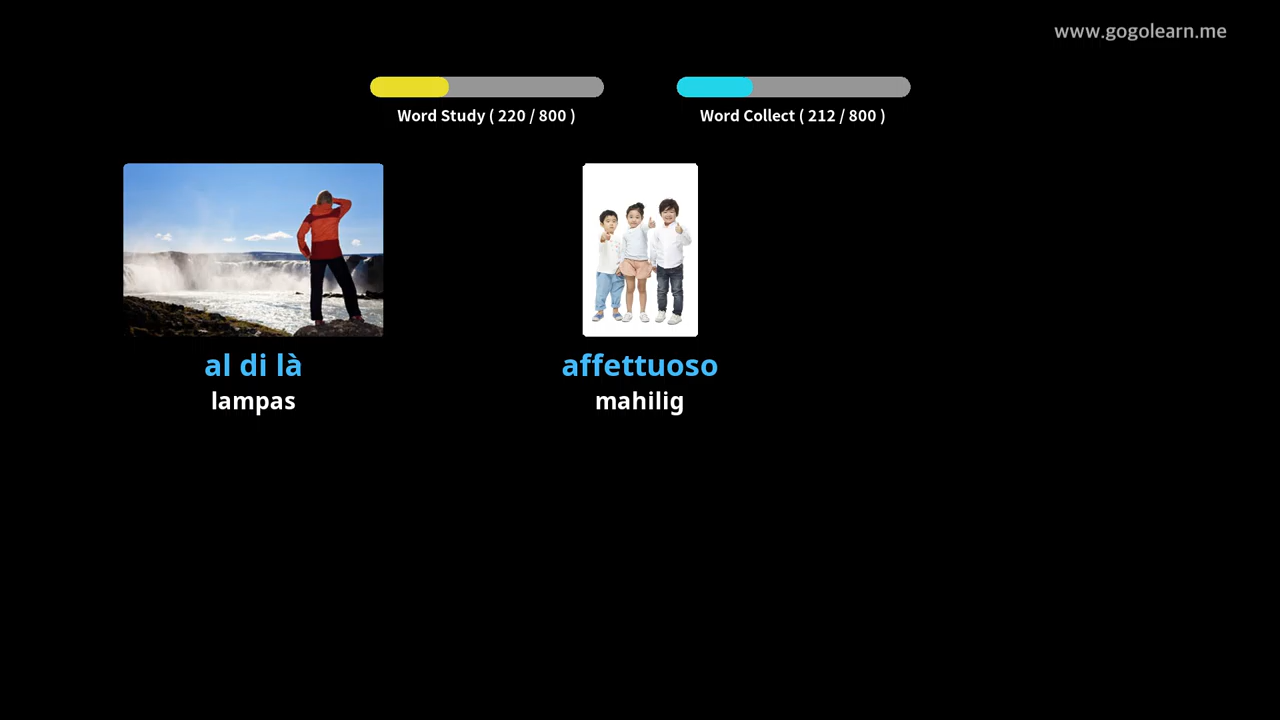 www.gogolearn.me
Word Study ( 220 / 800 )
Word Collect ( 212 / 800 )
al di là
lampas
affettuoso
mahilig